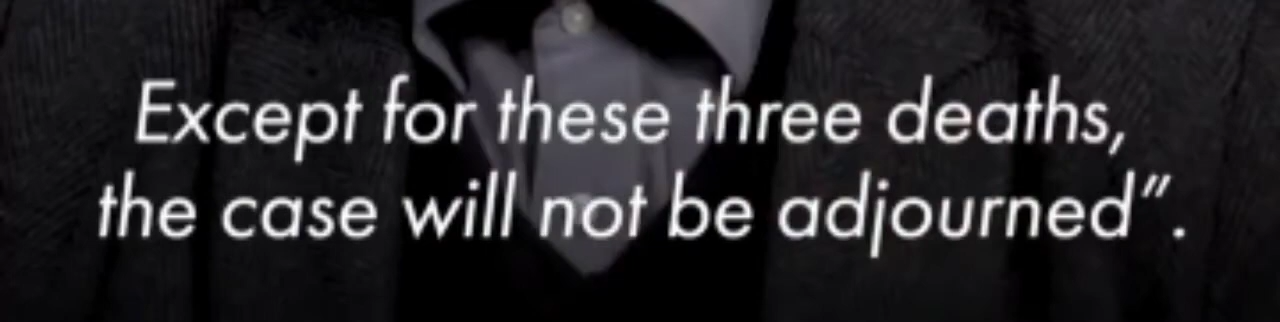 Except for these three deaths,
the case will not be adjourned”.